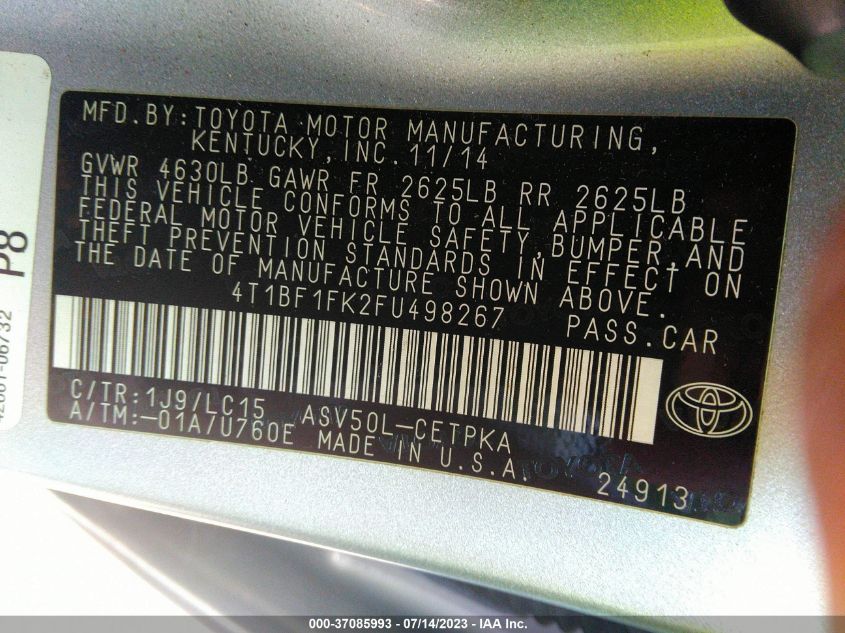 MFD.BY:TOYOTA MOTOR MANUFACTURING,
KENTUCKY,INC.11/14
GVWR 4630LB GAWR FR 2625LB RR 2625LB
THIS VEHICLE CONFORMS TO ALL APPLICABLE
FEDERAL MOTOR VEHICLE SAFETY,BUMPER,AND
THEFT PREVENTION STANDARDS IN EFFECT ON
THE DATE OF MANUFACTURE SHOWN ABOVE.
4T1BF1FK2FU498267 PASS.CAR
C/TR:1J9/LC15 ASV50L-CETPKA
A/TM:-01A/U760E MADE IN U.S.A.
24913
P8
TOYOTA
000-37085993 - 07/14/2023 - IAA Inc.